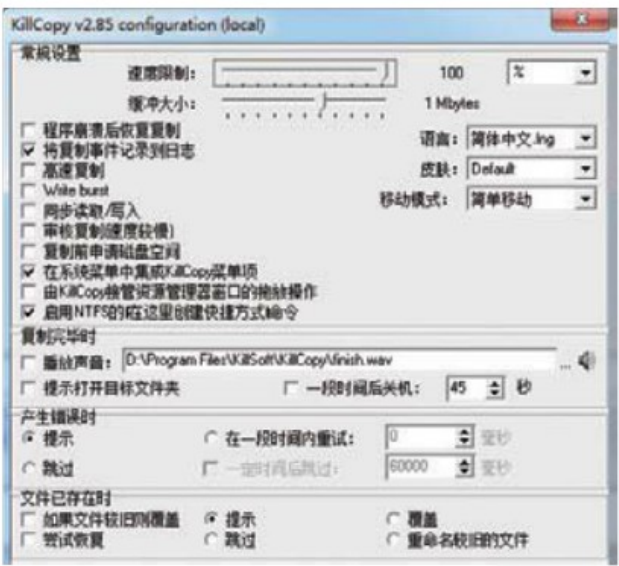 KillCopy v2.85 configuration (local)
常规设置
速度限制: 100 %
缓冲大小: 1 Mbytes
程序崩溃后恢复复制
语言: 简体中文.lng
将复制事件记录到日志
高速复制
皮肤: Default
Write burst
移动模式: 简单移动
同步读取/写入
审核复制(速度较慢)
复制前申请磁盘空间
在系统菜单中集成KillCopy菜单项
由KillCopy接管资源管理器窗口的拖放操作
启用NTFS的在这里创建快捷方式命令
复制完毕时
播放声音: D:\Program Files\KillSoft\KillCopy\finish.wav ...
提示打开目标文件夹 一段时间后关机: 45 秒
产生错误时
提示 在一段时间内重试: 0 毫秒
跳过 一定时间后跳过: 60000 毫秒
文件已存在时
如果文件较旧则覆盖 提示 覆盖
尝试恢复 跳过 重命名较旧的文件